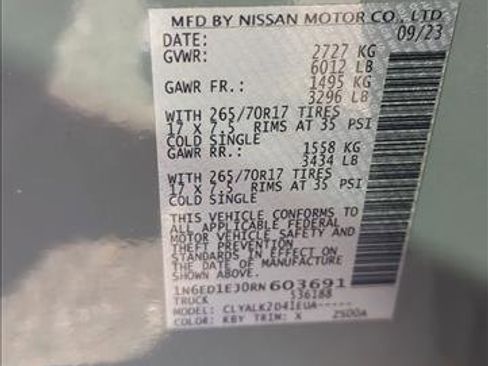 MFD BY NISSAN MOTOR CO., LTD
DATE: 09/23
GVWR: 2727 KG
6012 LB
GAWR FR.: 1495 KG
3296 LB
WITH 265/70R17 TIRES
17 X 7.5 RIMS AT 35 PSI
COLD SINGLE
GAWR RR.: 1558 KG
3434 LB
WITH 265/70R17 TIRES
17 X 7.5 RIMS AT 35 PSI
COLD SINGLE
THIS VEHICLE CONFORMS TO
ALL APPLICABLE FEDERAL
MOTOR VEHICLE SAFETY AND
THEFT PREVENTION
STANDARDS IN EFFECT ON
THE DATE OF MANUFACTURE
SHOWN ABOVE.
1N6ED1EJ0RN603691
TRUCK 536188
MODEL: CLYALK7D41EUA-----
COLOR: KBY TRIM: X 2500A